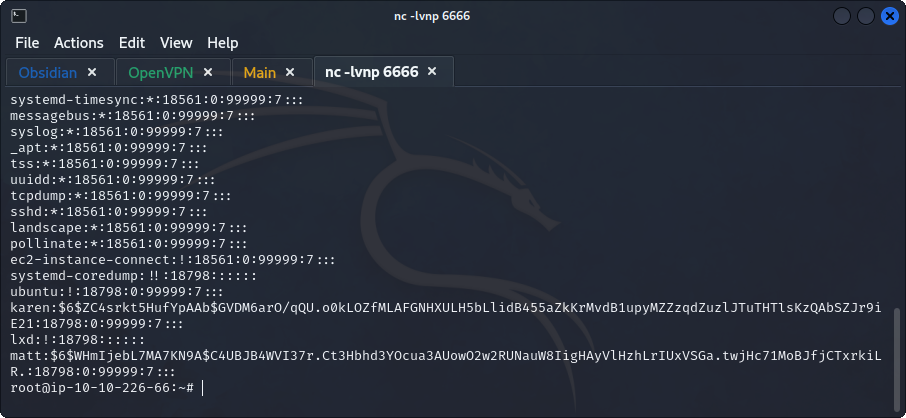 nc -lvnp 6666
File Actions Edit View Help
Obsidian × OpenVPN × Main × nc -lvnp 6666 ×
systemd-timesync:*:18561:0:99999:7:::
messagebus:*:18561:0:99999:7:::
syslog:*:18561:0:99999:7:::
_apt:*:18561:0:99999:7:::
tss:*:18561:0:99999:7:::
uuidd:*:18561:0:99999:7:::
tcpdump:*:18561:0:99999:7:::
sshd:*:18561:0:99999:7:::
landscape:*:18561:0:99999:7:::
pollinate:*:18561:0:99999:7:::
ec2-instance-connect:!:18561:0:99999:7:::
systemd-coredump:!!:18798::::::
ubuntu:!:18798:0:99999:7:::
karen:$6$ZC4srkt5HufYpAAb$GVDM6arO/qQU.o0kLOZfMLAFGNHXULH5bLlidB455aZkKrMvdB1upyMZZzqdZuzlJTuTHTlsKzQAbSZJr9i
E21:18798:0:99999:7:::
lxd:!:18798::::::
matt:$6$WHmIjebL7MA7KN9A$C4UBJB4WVI37r.Ct3Hbhd3YOcua3AUowO2w2RUNauW8IigHAyVlHzhLrIUxVSGa.twjHc71MoBJfjCTxrkiL
R.:18798:0:99999:7:::
root@ip-10-10-226-66:~#